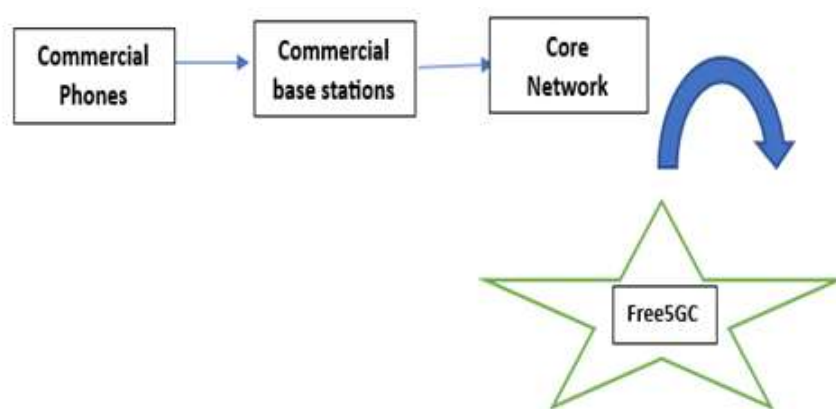 Commercial
Phones
Commercial
base stations
Core
Network
Free5GC